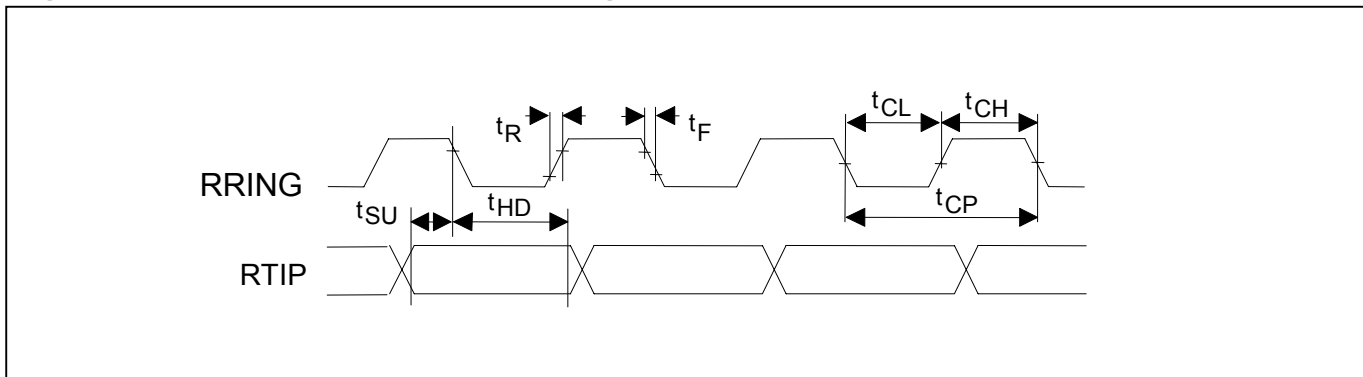 tCL tCH
tR tF
RRING
tSU tHD tCP
RTIP